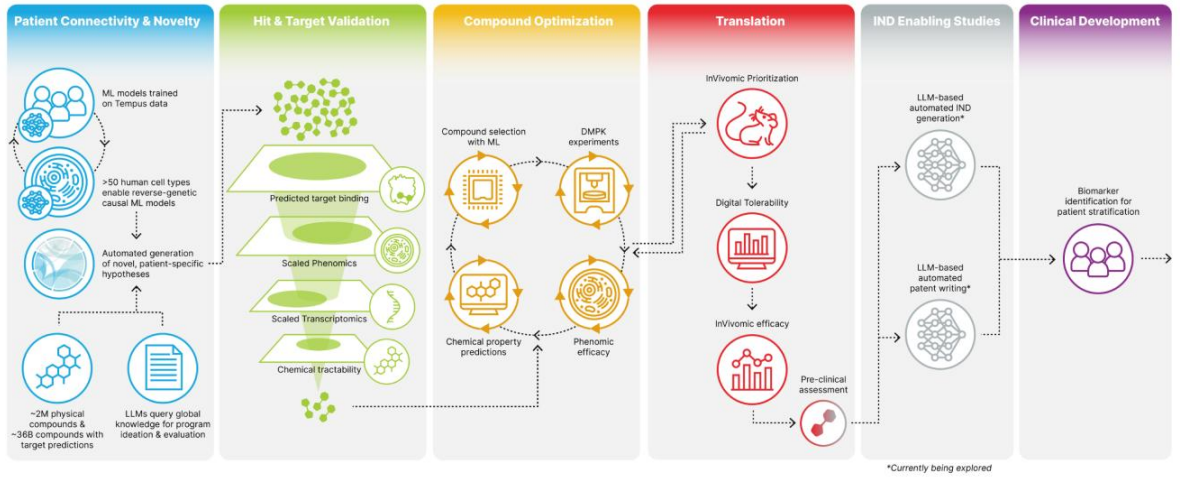 Patient Connectivity & Novelty
ML models trained
on Tempus data
>50 human cell types
enable reverse-genetic
causal ML models
Automated generation
of novel, patient-specific
hypotheses
~2M physical
compounds &
~36B compounds with
target predictions
LLMs query global
knowledge for program
ideation & evaluation
Hit & Target Validation
Predicted target binding
Scaled Phenomics
Scaled Transcriptomics
Chemical tractability
Compound Optimization
Compound selection
with ML
DMPK
experiments
Chemical property
predictions
Phenomic
efficacy
Translation
InVivomic Prioritization
Digital Tolerability
InVivomic efficacy
Pre-clinical
assessment
IND Enabling Studies
LLM-based
automated IND
generation*
LLM-based
automated
patent writing*
Clinical Development
Biomarker
identification for
patient stratification
*Currently being explored